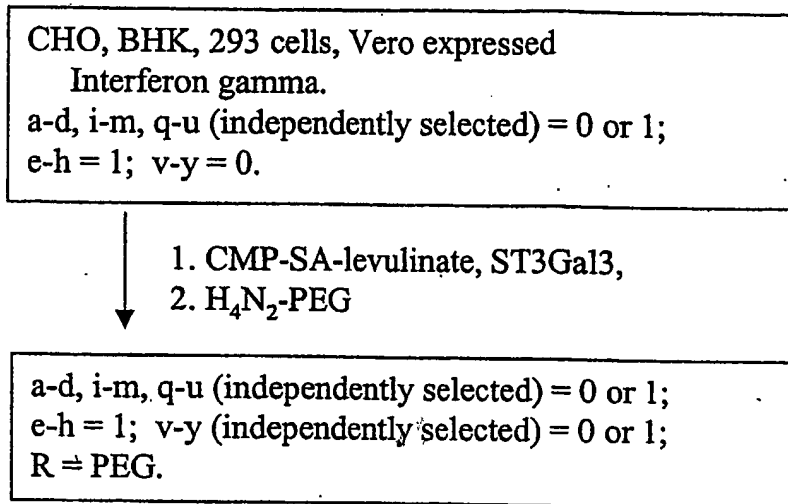 CHO, BHK, 293 cells, Vero expressed
Interferon gamma.
a-d, i-m, q-u (independently selected) = 0 or 1;
e-h = 1; v-y = 0.
1. CMP-SA-levulinate, ST3Gal3,
2. H₄N₂-PEG
a-d, i-m, q-u (independently selected) = 0 or 1;
e-h = 1; v-y (independently selected) = 0 or 1;
R = PEG.